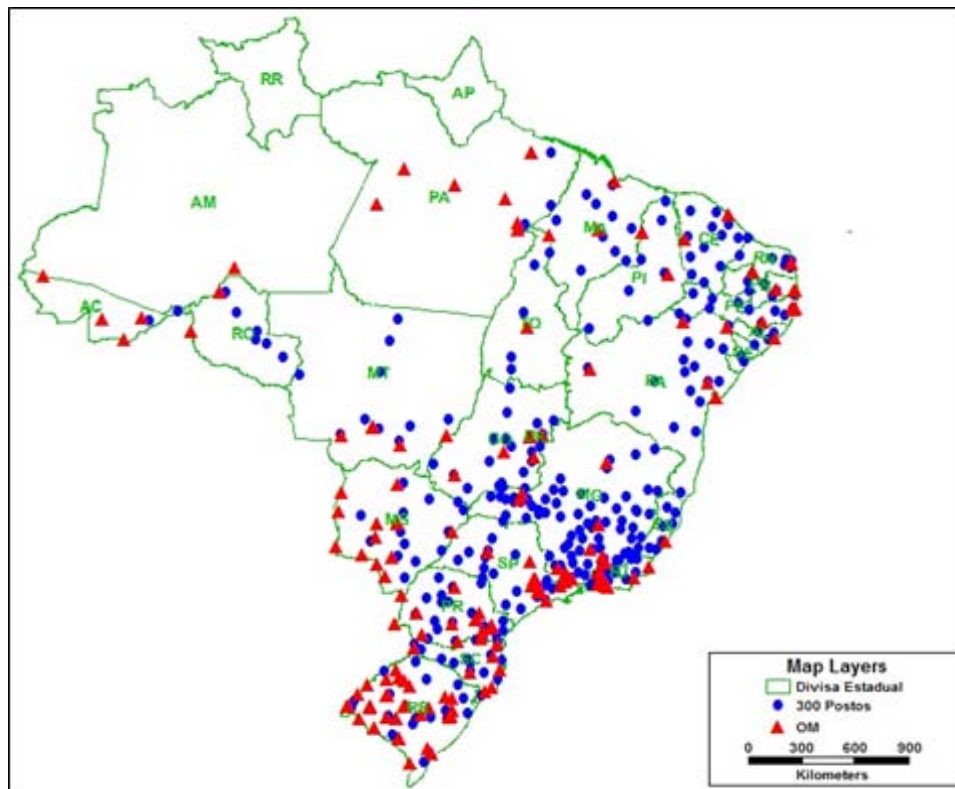 RR
AP
AM
PA
MA
CE
RN
PI
AC
RO
TO
MT
BA
MG
SP
PR
SC
RS
Map Layers
Divisa Estadual
300 Postos
OM
0 300 600 900
Kilometers